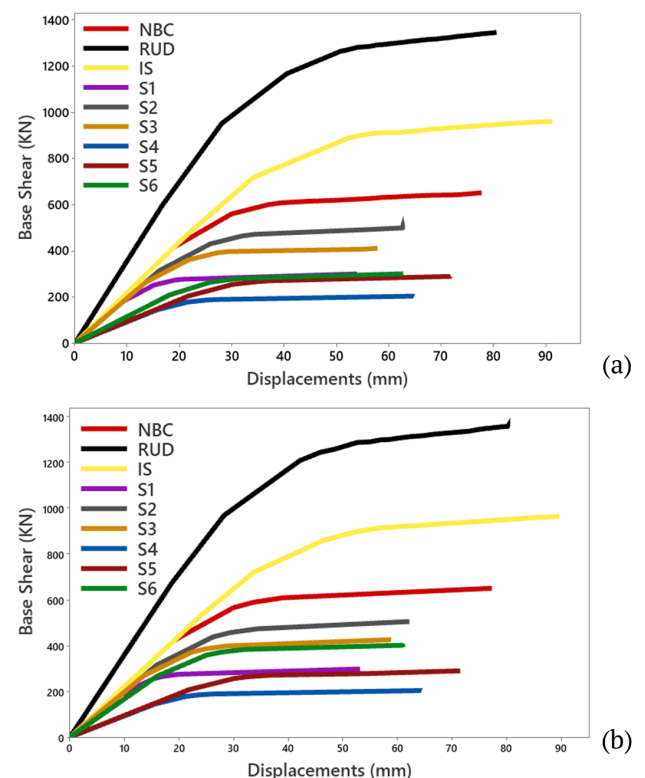 1400
1200
1000
800
600
400
200
0
Base Shear (KN)
NBC
RUD
IS
S1
S2
S3
S4
S5
S6
0 10 20 30 40 50 60 70 80 90
Displacements (mm)
(a)
1400
1200
1000
800
600
400
200
0
Base Shear (KN)
NBC
RUD
IS
S1
S2
S3
S4
S5
S6
0 10 20 30 40 50 60 70 80 90
Displacements (mm)
(b)